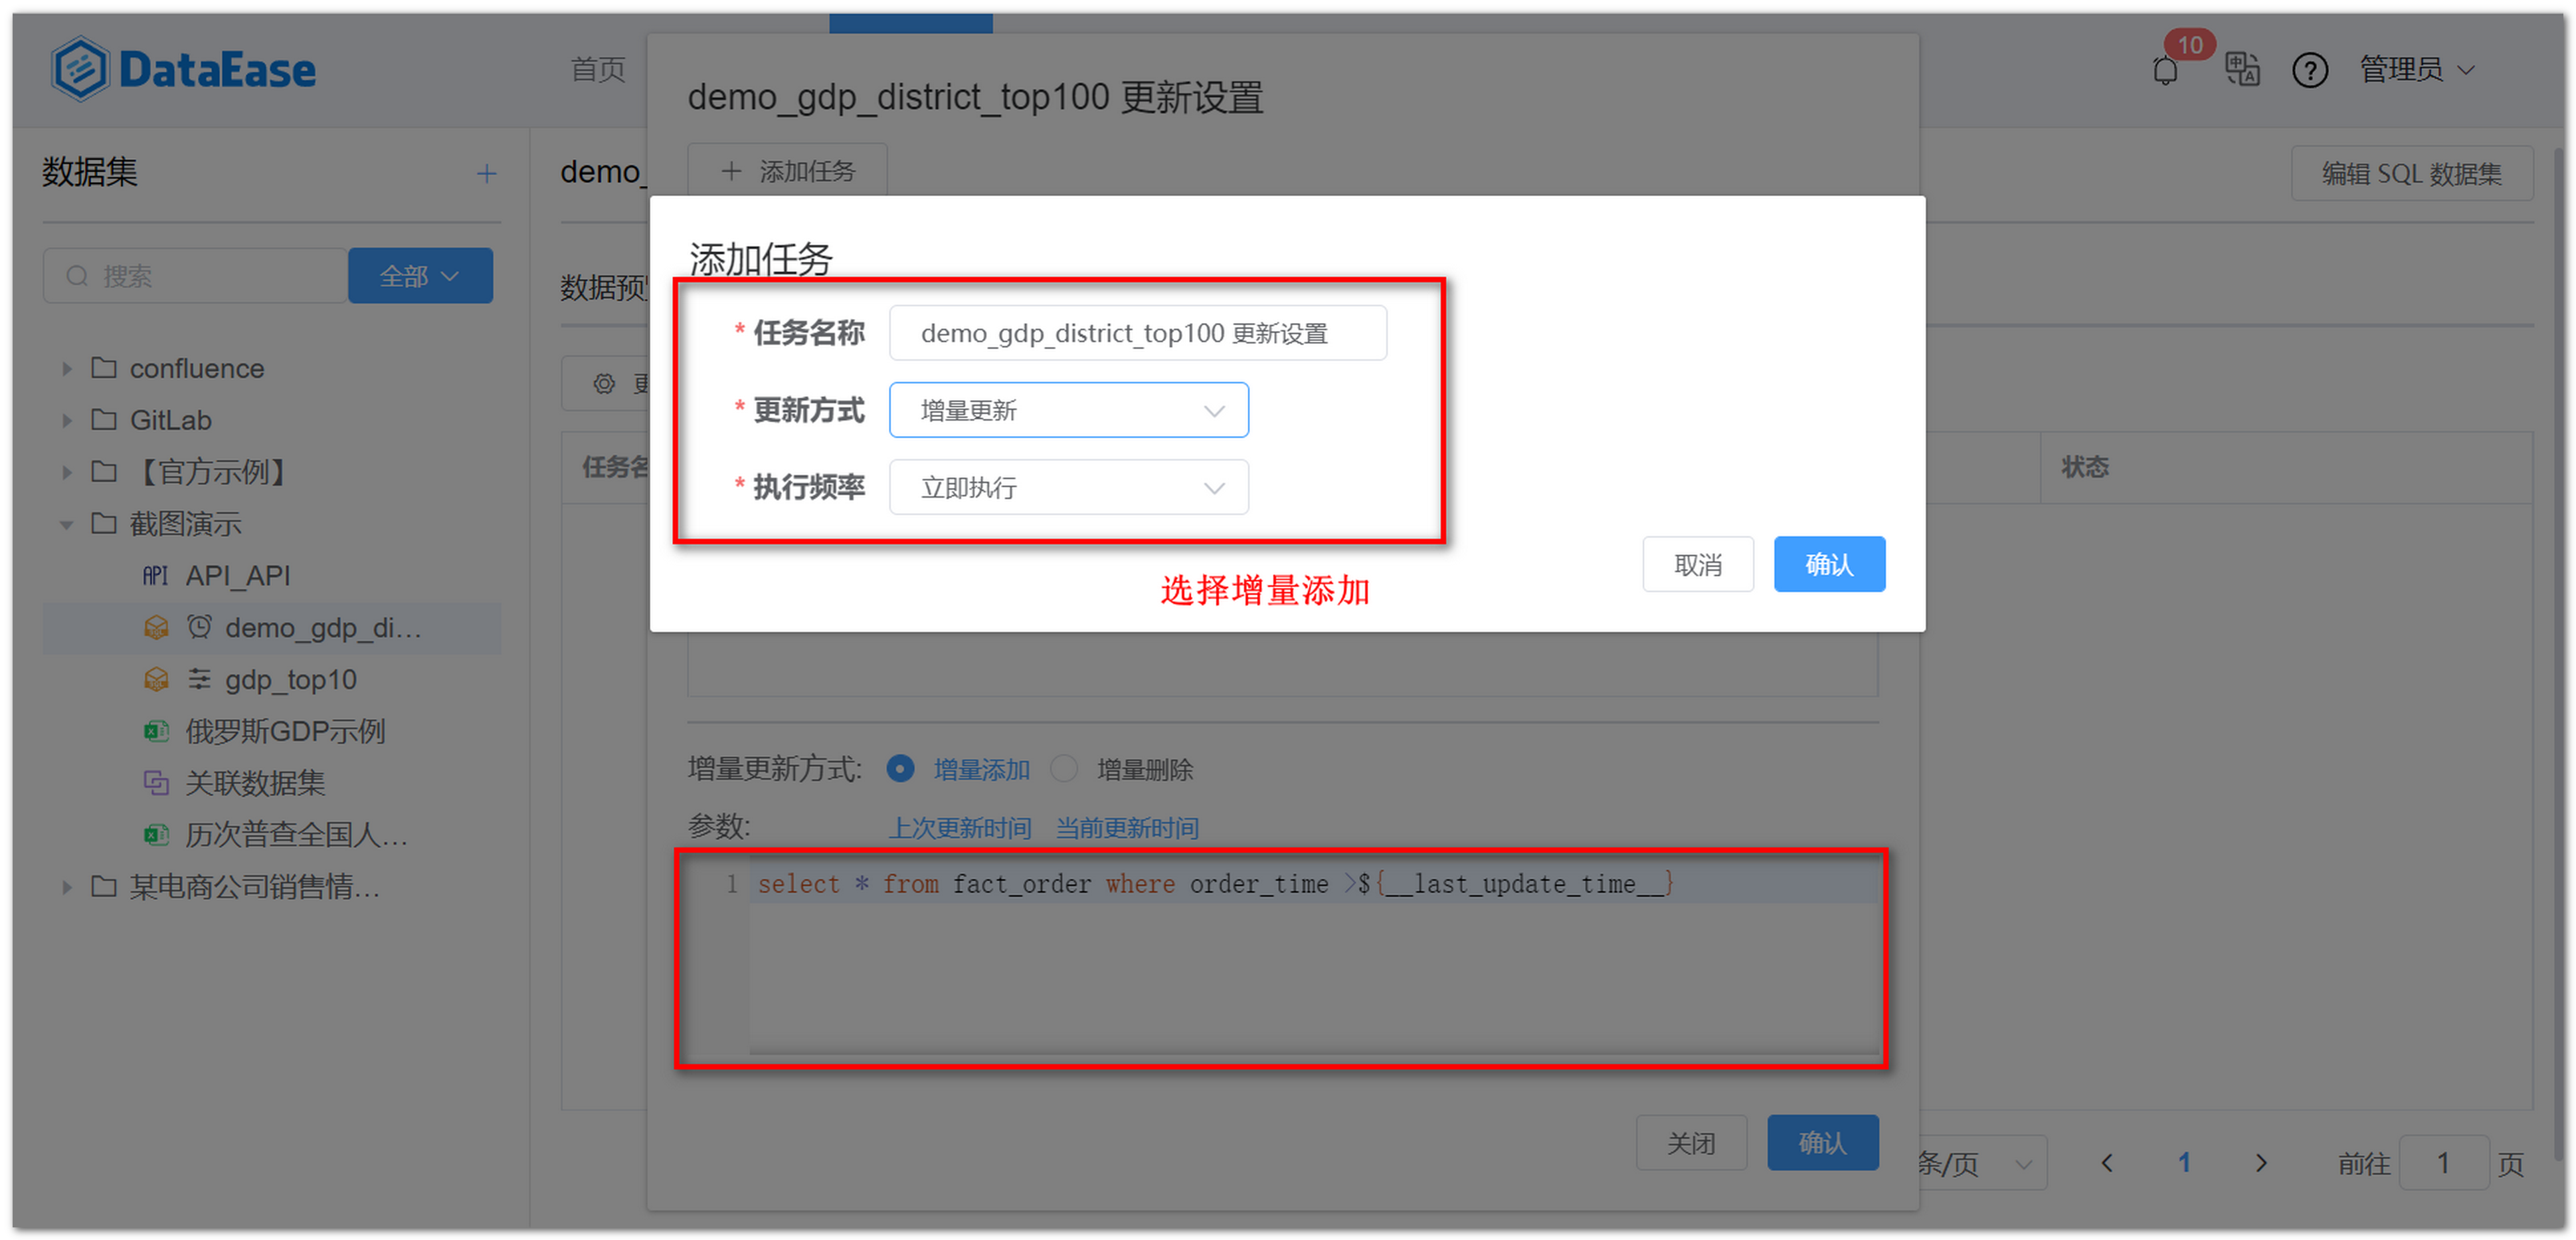 DataEase
首页
10
管理员
demo_gdp_district_top100 更新设置
添加任务
数据集
demo_
编辑 SQL 数据集
搜索
全部
数据预
confluence
GitLab
【官方示例】
截图演示
API API_API
demo_gdp_di...
gdp_top10
俄罗斯GDP示例
关联数据集
历次普查全国人...
某电商公司销售情...
任务名
状态
添加任务
* 任务名称 demo_gdp_district_top100 更新设置
* 更新方式 增量更新
* 执行频率 立即执行
取消 确认
选择增量添加
增量更新方式: 增量添加 增量删除
参数: 上次更新时间 当前更新时间
1 select * from fact_order where order_time >${__last_update_time__}
关闭 确认
条/页 1 前往 1 页